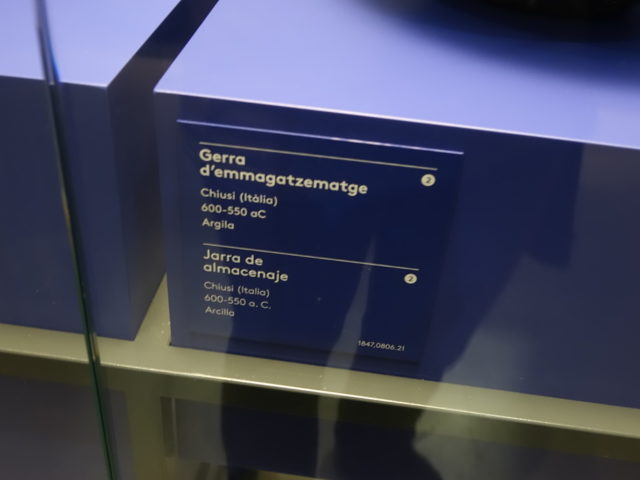 Gerra
d'emmagatzematge
2
Chiusi (Itàlia)
600-550 aC
Argila
Jarra de
almacenaje
2
Chiusi (Italia)
600-550 a. C.
Arcilla
1847,0806.21